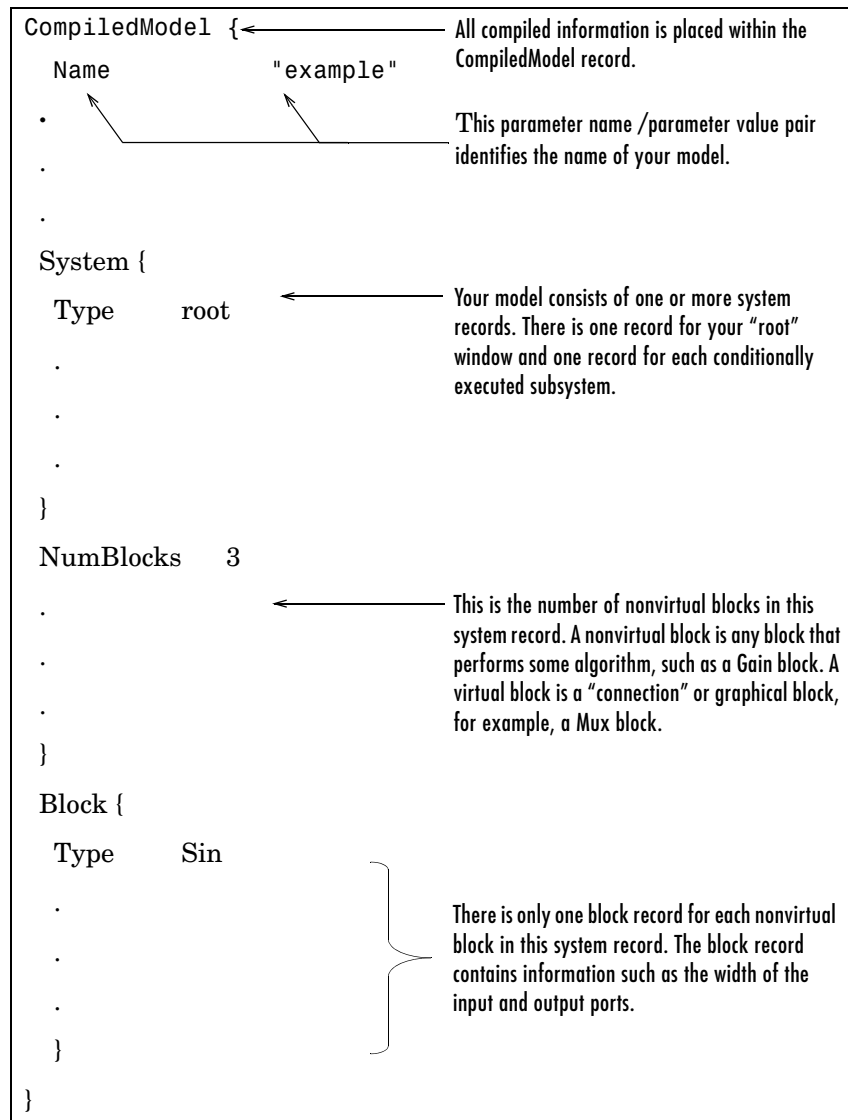 CompiledModel {
All compiled information is placed within the
CompiledModel record.
Name "example"
.
This parameter name /parameter value pair
identifies the name of your model.
.
.
System {
Type root
Your model consists of one or more system
records. There is one record for your “root”
window and one record for each conditionally
executed subsystem.
.
.
.
}
NumBlocks 3
.
This is the number of nonvirtual blocks in this
system record. A nonvirtual block is any block that
performs some algorithm, such as a Gain block. A
virtual block is a “connection” or graphical block,
for example, a Mux block.
.
.
}
Block {
Type Sin
.
There is only one block record for each nonvirtual
block in this system record. The block record
contains information such as the width of the
input and output ports.
.
.
}
}